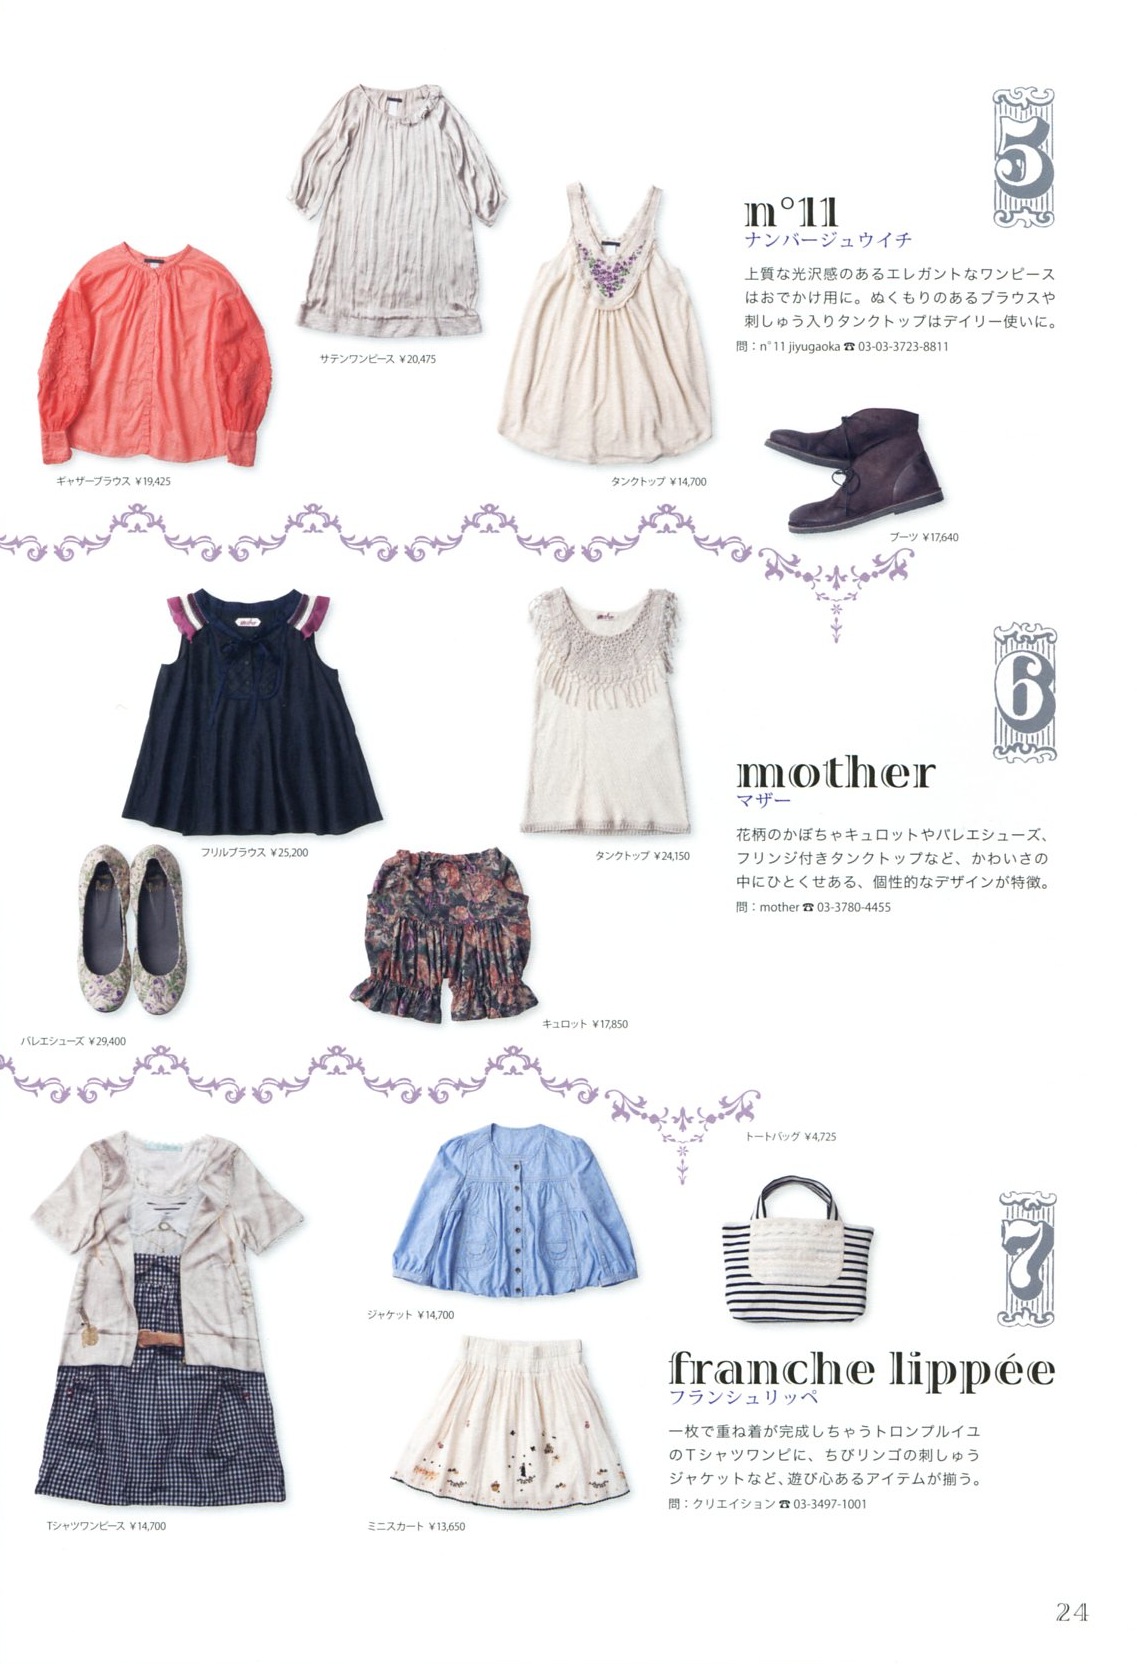 5
n°11
ナンバージュウイチ
上質な光沢感のあるエレガントなワンピース
はおでかけ用に。ぬくもりのあるブラウスや
刺しゅう入りタンクトップはデイリー使いに。
問：n°11 jiyugaoka ☎ 03-03-3723-8811
サテンワンピース ￥20,475
ギャザーブラウス ￥19,425
タンクトップ ￥14,700
ブーツ ￥17,640
6
mother
マザー
花柄のかぼちゃキュロットやバレエシューズ、
フリンジ付きタンクトップなど、かわいさの
中にひとくせある、個性的なデザインが特徴。
問：mother ☎ 03-3780-4455
フリルブラウス ￥25,200
タンクトップ ￥24,150
キュロット ￥17,850
バレエシューズ ￥29,400
トートバッグ ￥4,725
7
franche lippée
フランシュリッペ
一枚で重ね着が完成しちゃうトロンプルイユ
のTシャツワンピに、ちびリンゴの刺しゅう
ジャケットなど、遊び心あるアイテムが揃う。
問：クリエイション ☎ 03-3497-1001
ジャケット ￥14,700
Tシャツワンピース ￥14,700
ミニスカート ￥13,650
24